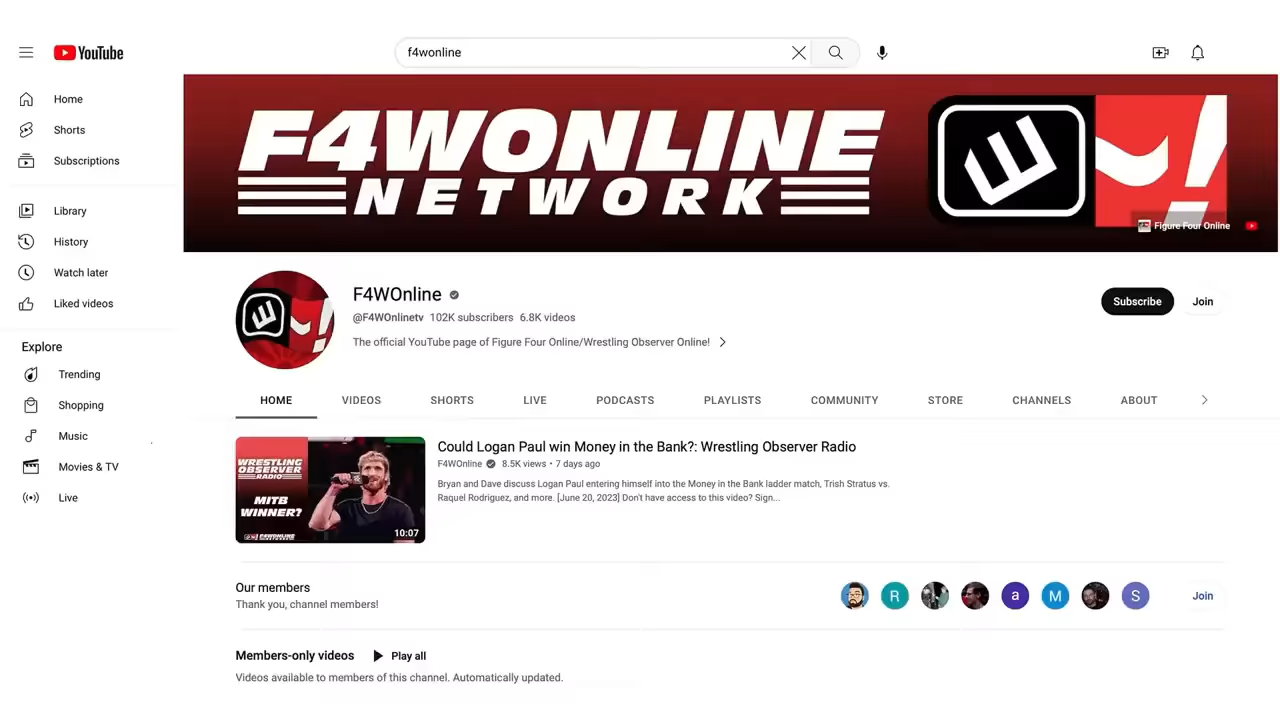 YouTube
f4wonline
Home
Shorts
Subscriptions
Library
History
Watch later
Liked videos
Explore
Trending
Shopping
Music
Movies & TV
Live
F4WONLINE
NETWORK
Figure Four Online
F4WOnline
@F4WOnlinetv 102K subscribers 6.8K videos
The official YouTube page of Figure Four Online/Wrestling Observer Online!
Subscribe
Join
HOME VIDEOS SHORTS LIVE PODCASTS PLAYLISTS COMMUNITY STORE CHANNELS ABOUT
WRESTLING
OBSERVER
RADIO
MITB
WINNER?
F4WONLINE
10:07
Could Logan Paul win Money in the Bank?: Wrestling Observer Radio
F4WOnline 8.5K views • 7 days ago
Bryan and Dave discuss Logan Paul entering himself into the Money in the Bank ladder match, Trish Stratus vs.
Raquel Rodriguez, and more. [June 20, 2023] Don't have access to this video? Sign...
Our members
Thank you, channel members!
R
a
M
S
Join
Members-only videos
Play all
Videos available to members of this channel. Automatically updated.